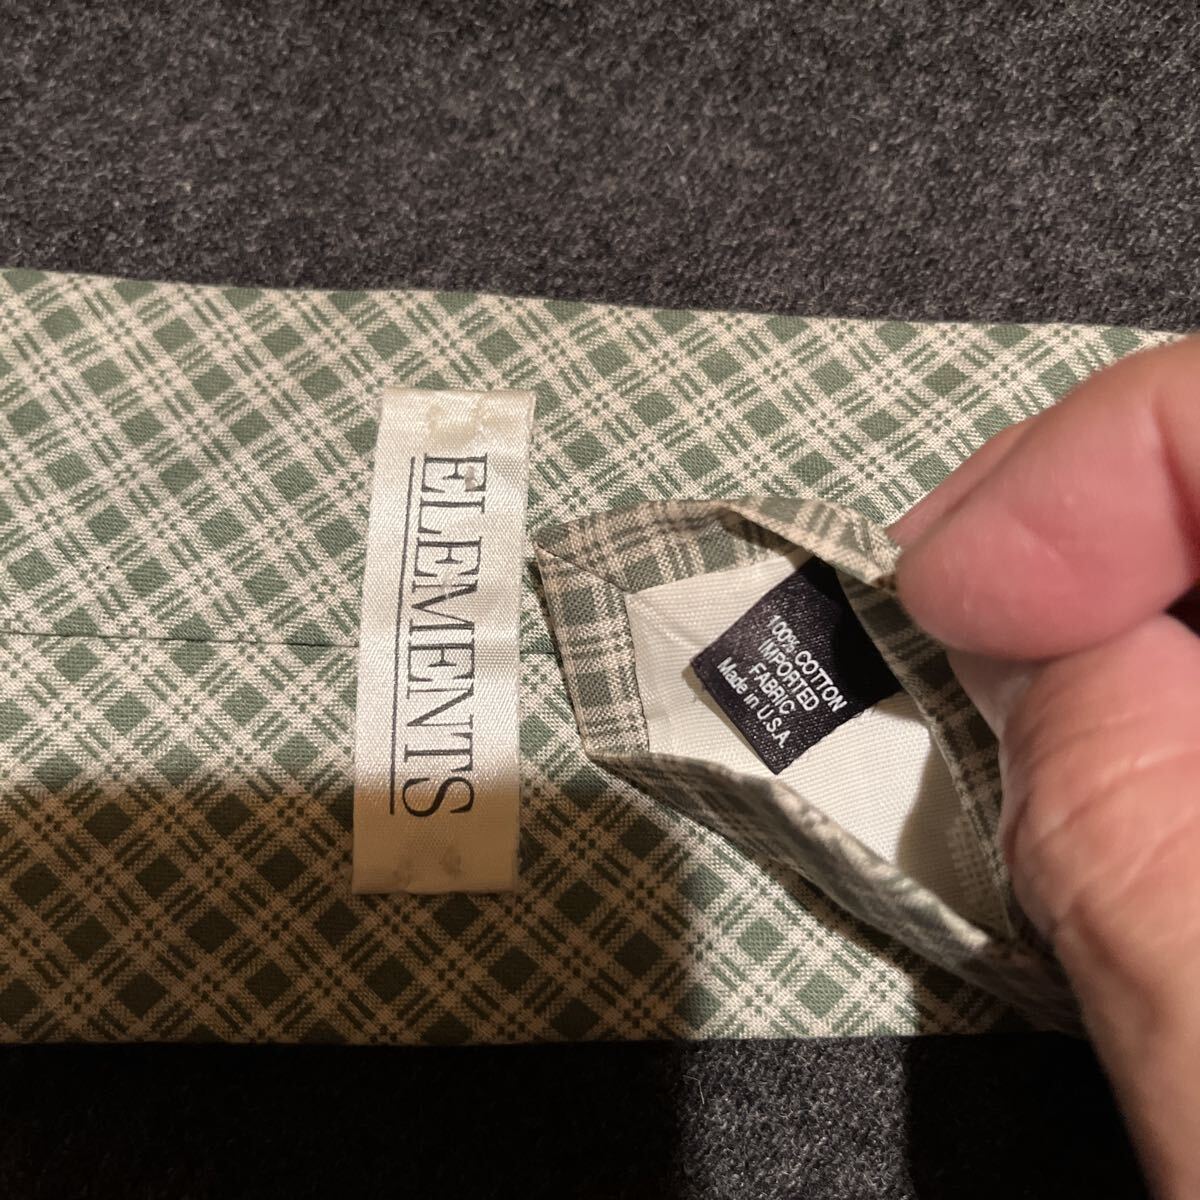 ELEMENTS
100% COTTON
IMPORTED
FABRIC
Made in U.S.A.